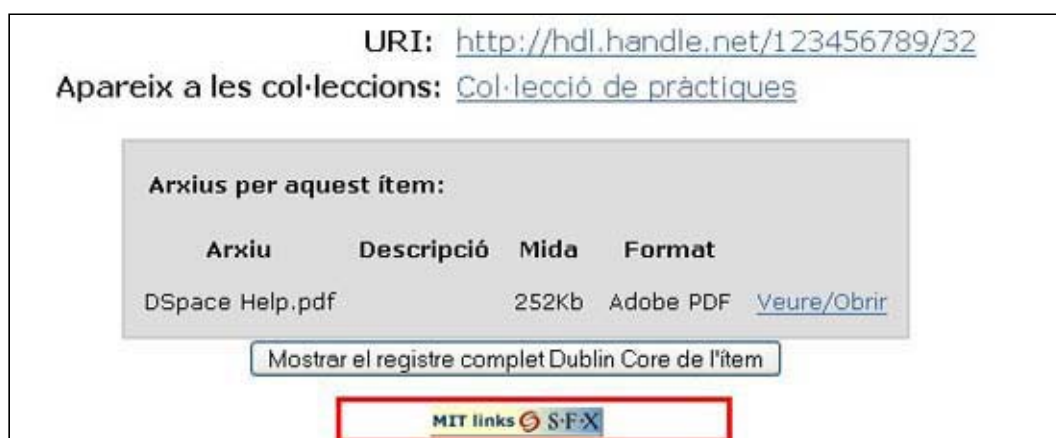 URI: http://hdl.handle.net/123456789/32
Apareix a les col·leccions: Col·lecció de pràctiques
Arxius per aquest ítem:
Arxiu Descripció Mida Format
DSpace Help.pdf 252Kb Adobe PDF Veure/Obrir
Mostrar el registre complet Dublin Core de l'ítem
MIT links S·F·X